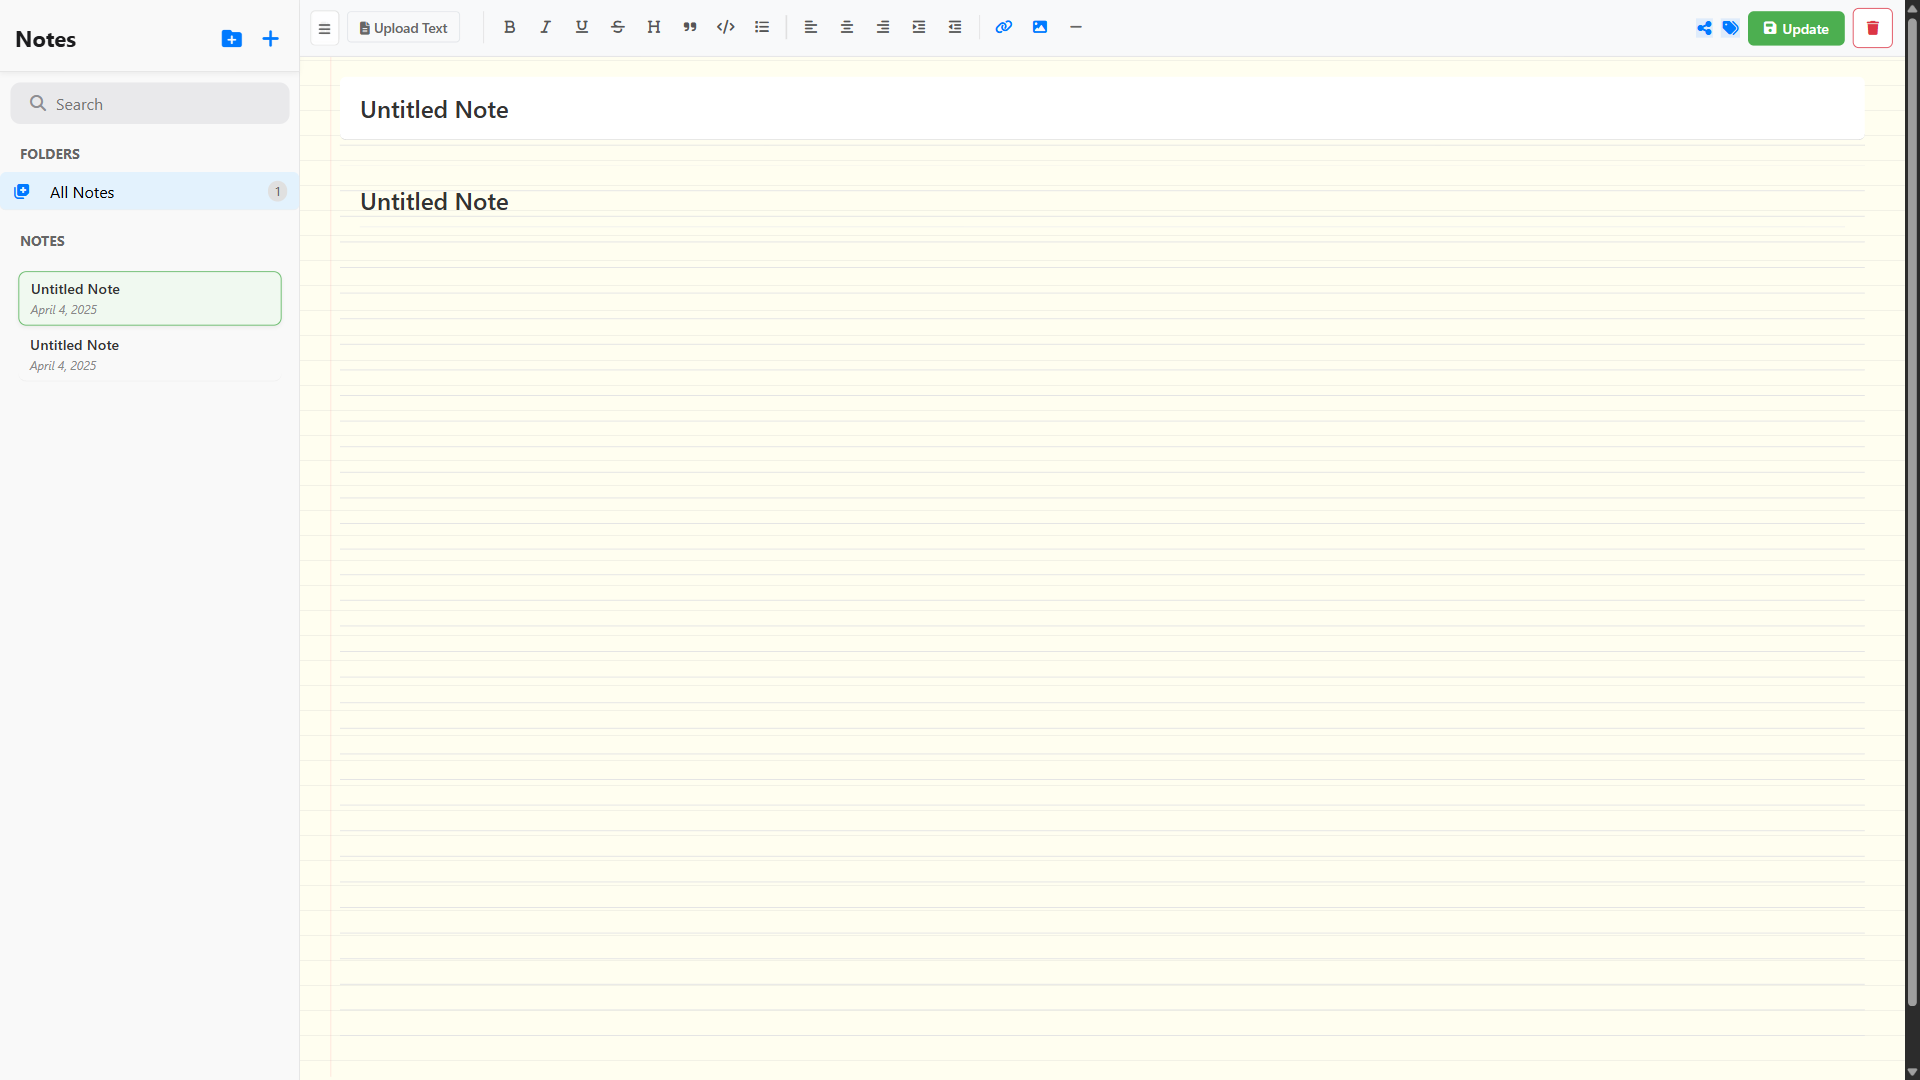 Notes
Search
FOLDERS
All Notes 1
NOTES
Untitled Note
April 4, 2025
Untitled Note
April 4, 2025
Upload Text B I U S H
Update
Untitled Note
Untitled Note